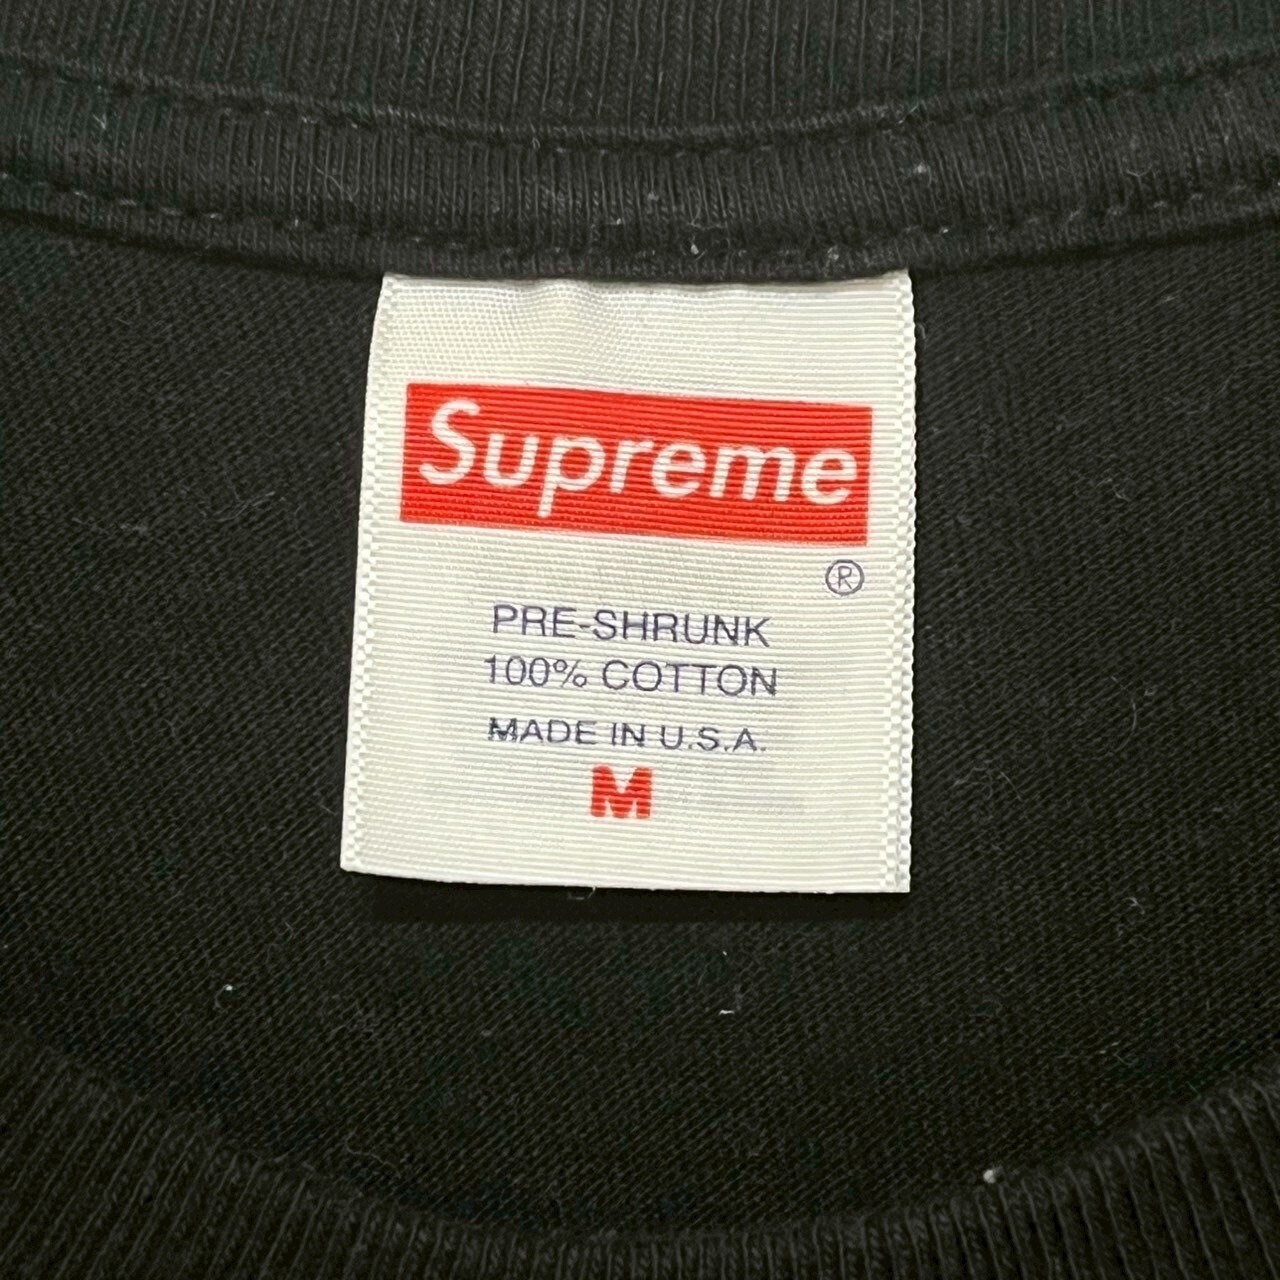 Supreme
®
PRE-SHRUNK
100% COTTON
MADE IN U.S.A.
M